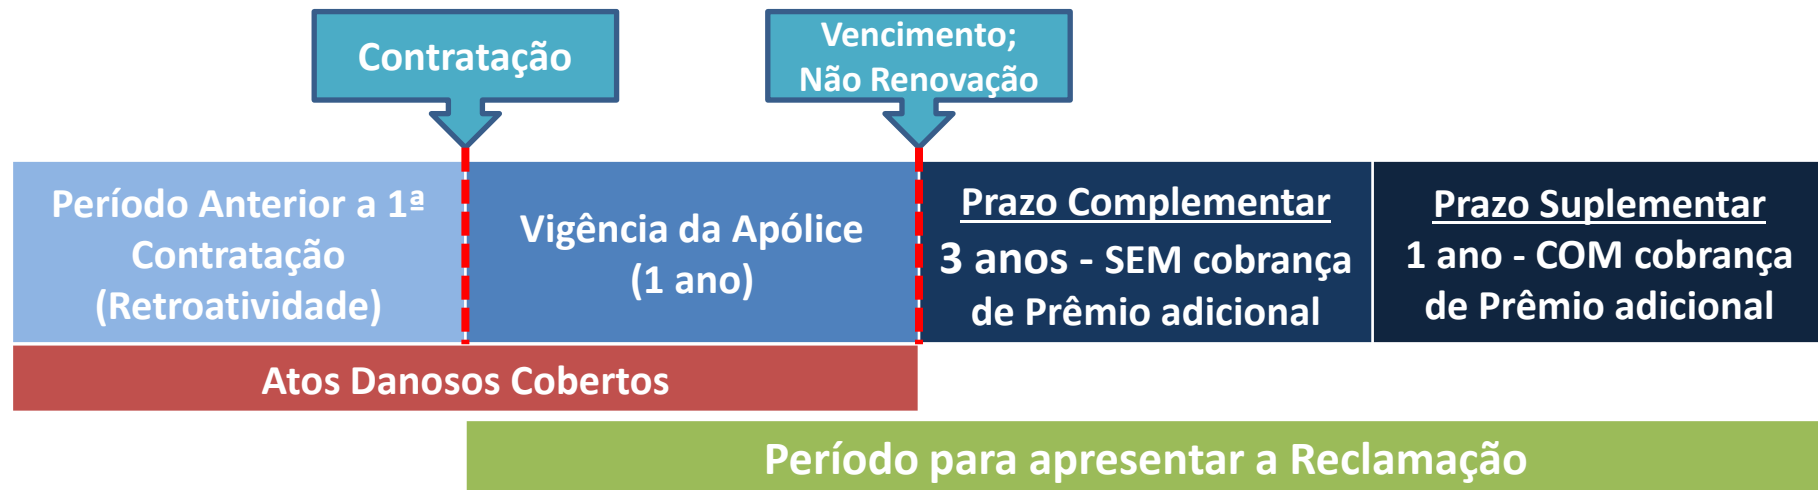 Contratação
Vencimento;
Não Renovação
Período Anterior a 1ª
Contratação
(Retroatividade)
Vigência da Apólice
(1 ano)
Prazo Complementar
3 anos - SEM cobrança
de Prêmio adicional
Prazo Suplementar
1 ano - COM cobrança
de Prêmio adicional
Atos Danosos Cobertos
Período para apresentar a Reclamação